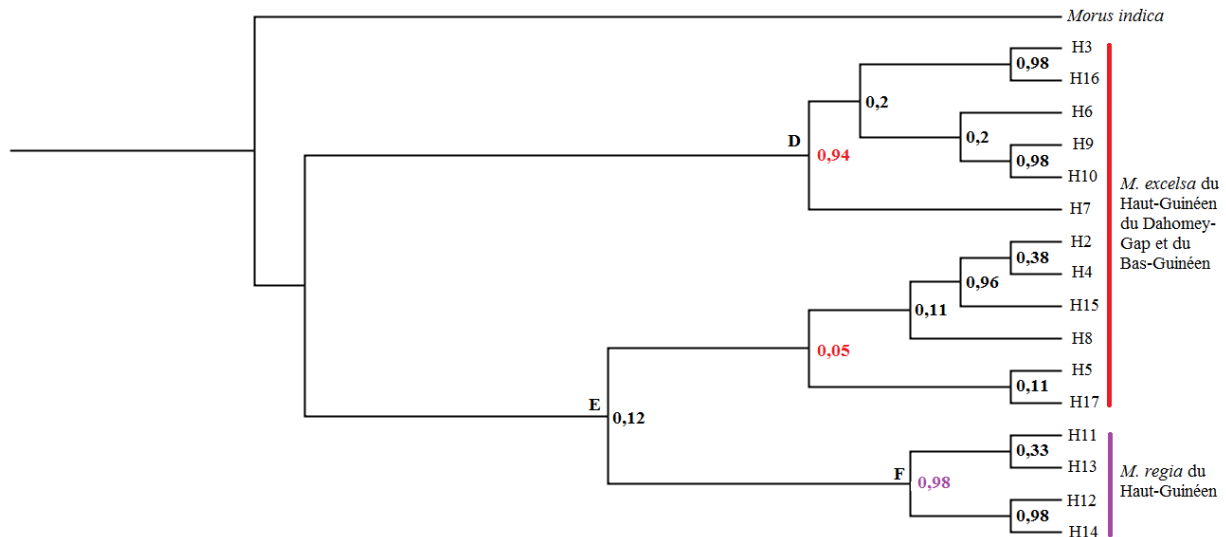 Morus indica
H3
0,98
H16
0,2
H6
D
0,94
0,2
H9
0,98
H10
H7
M. excelsa du
Haut-Guinéen
du Dahomey-
Gap et du
Bas-Guinéen
H2
0,38
H4
0,96
H15
0,11
H8
0,05
H5
0,11
H17
E
0,12
H11
0,33
H13
F
0,98
H12
0,98
H14
M. regia du
Haut-Guinéen